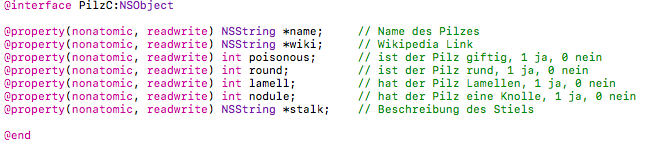 @interface PilzC:NSObject
@property(nonatomic, readwrite) NSString *name; // Name des Pilzes
@property(nonatomic, readwrite) NSString *wiki; // Wikipedia Link
@property(nonatomic, readwrite) int poisonous; // ist der Pilz giftig, 1 ja, 0 nein
@property(nonatomic, readwrite) int round; // ist der Pilz rund, 1 ja, 0 nein
@property(nonatomic, readwrite) int lamell; // hat der Pilz Lamellen, 1 ja, 0 nein
@property(nonatomic, readwrite) int nodule; // hat der Pilz eine Knolle, 1 ja, 0 nein
@property(nonatomic, readwrite) NSString *stalk; // Beschreibung des Stiels
@end